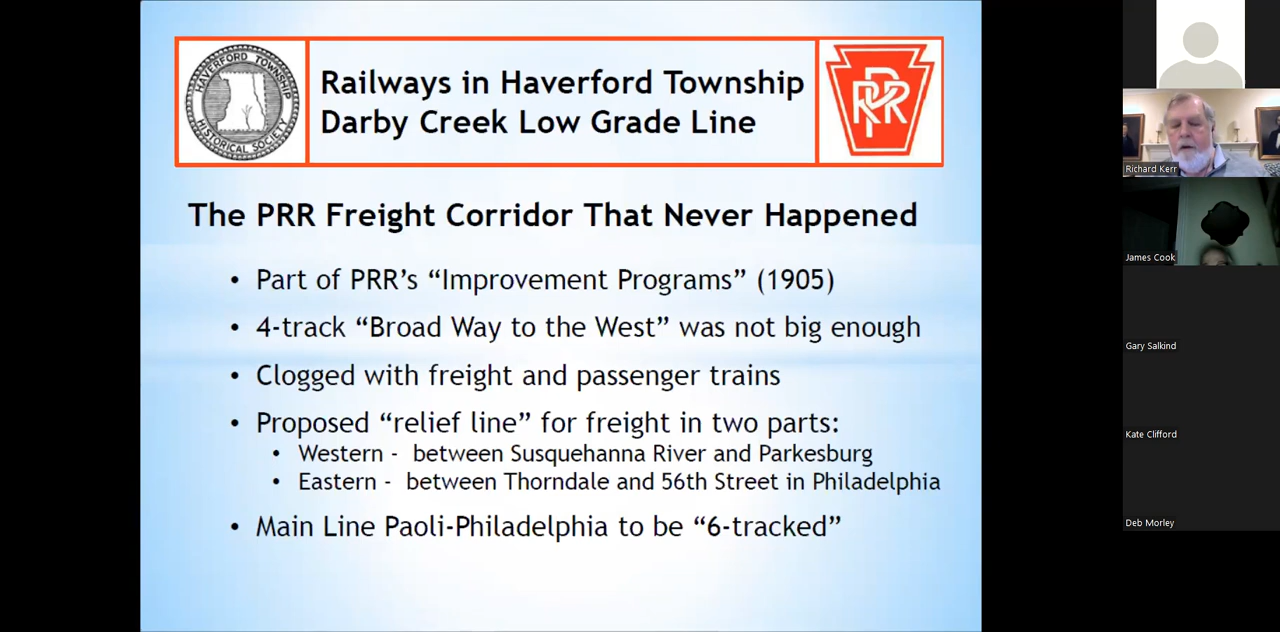 HAVERFORD TOWNSHIP
HISTORICAL SOCIETY
Railways in Haverford Township
Darby Creek Low Grade Line
PRR
The PRR Freight Corridor That Never Happened
• Part of PRR’s “Improvement Programs” (1905)
• 4-track “Broad Way to the West” was not big enough
• Clogged with freight and passenger trains
• Proposed “relief line” for freight in two parts:
• Western - between Susquehanna River and Parkesburg
• Eastern - between Thorndale and 56th Street in Philadelphia
• Main Line Paoli-Philadelphia to be “6-tracked”
Richard Kerr
James Cook
Gary Salkind
Kate Clifford
Deb Morley